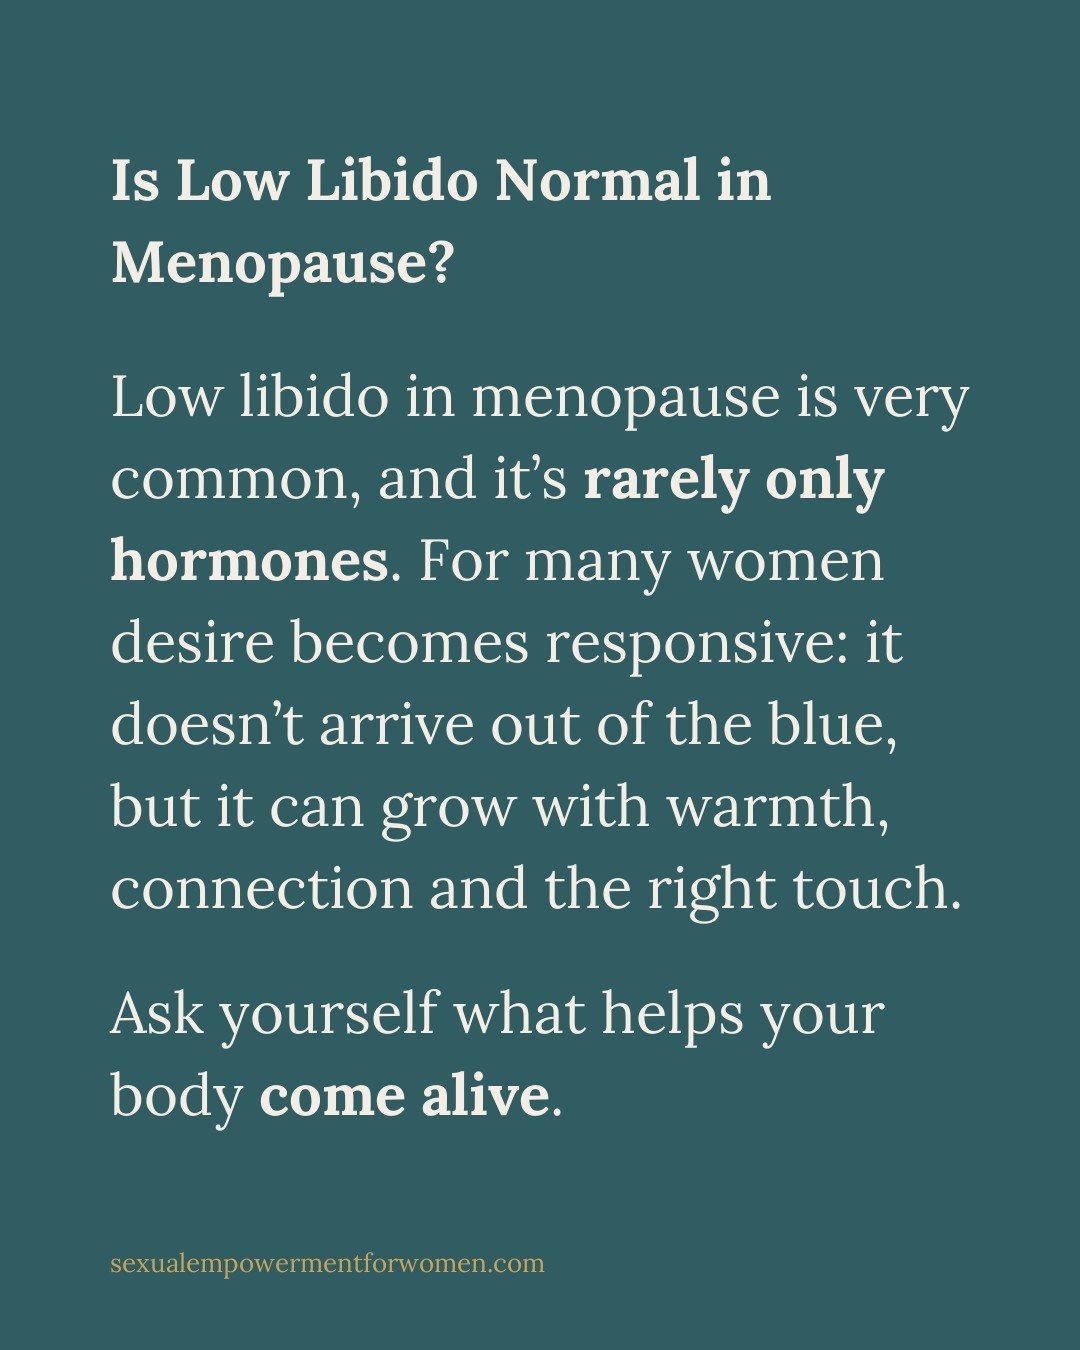 Is Low Libido Normal in
Menopause?
Low libido in menopause is very
common, and it’s rarely only
hormones. For many women
desire becomes responsive: it
doesn’t arrive out of the blue,
but it can grow with warmth,
connection and the right touch.
Ask yourself what helps your
body come alive.
sexualempowermentforwomen.com